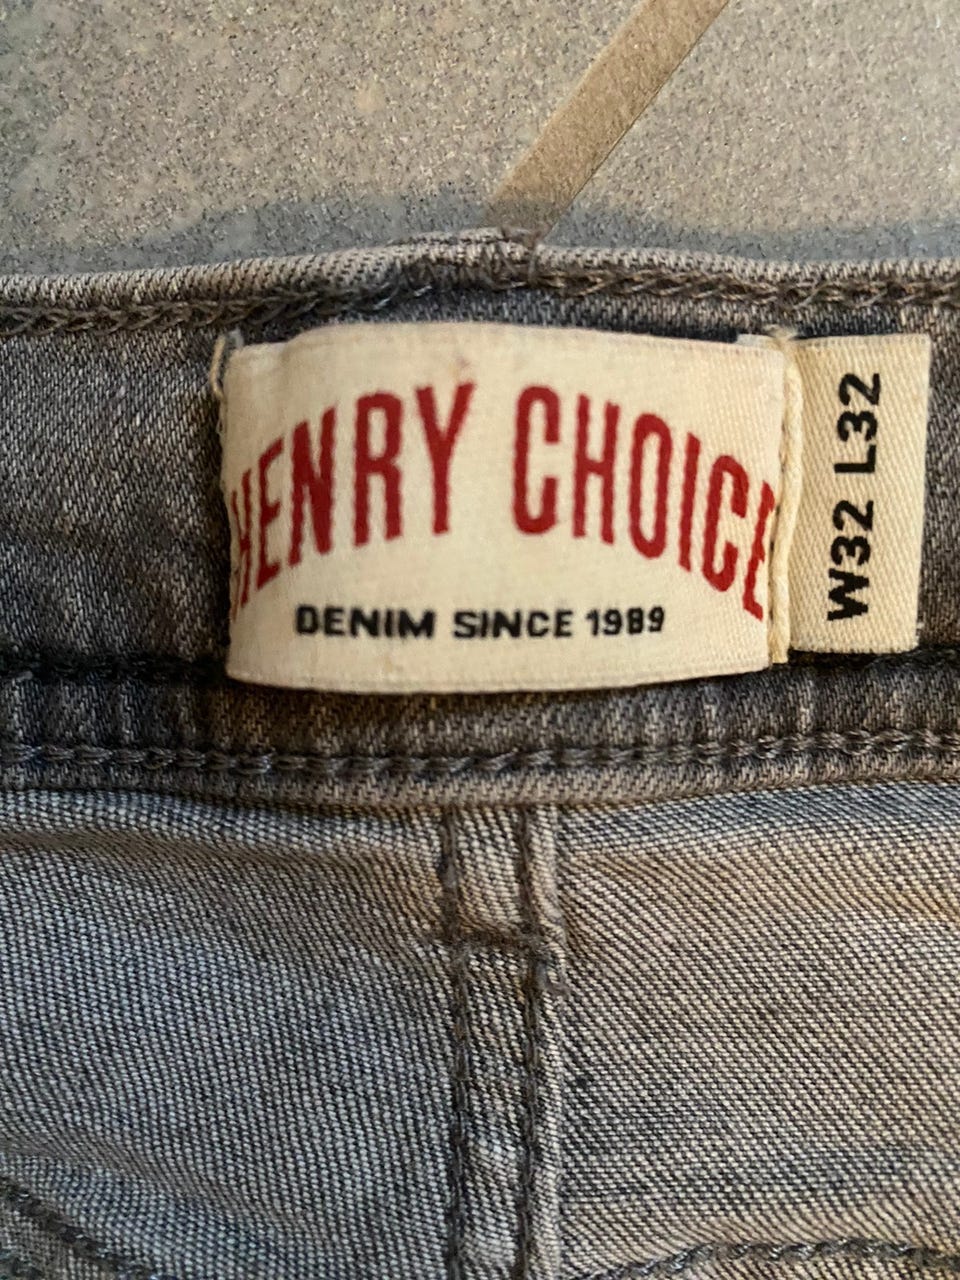 HENRY CHOICE
DENIM SINCE 1989
W32 L32